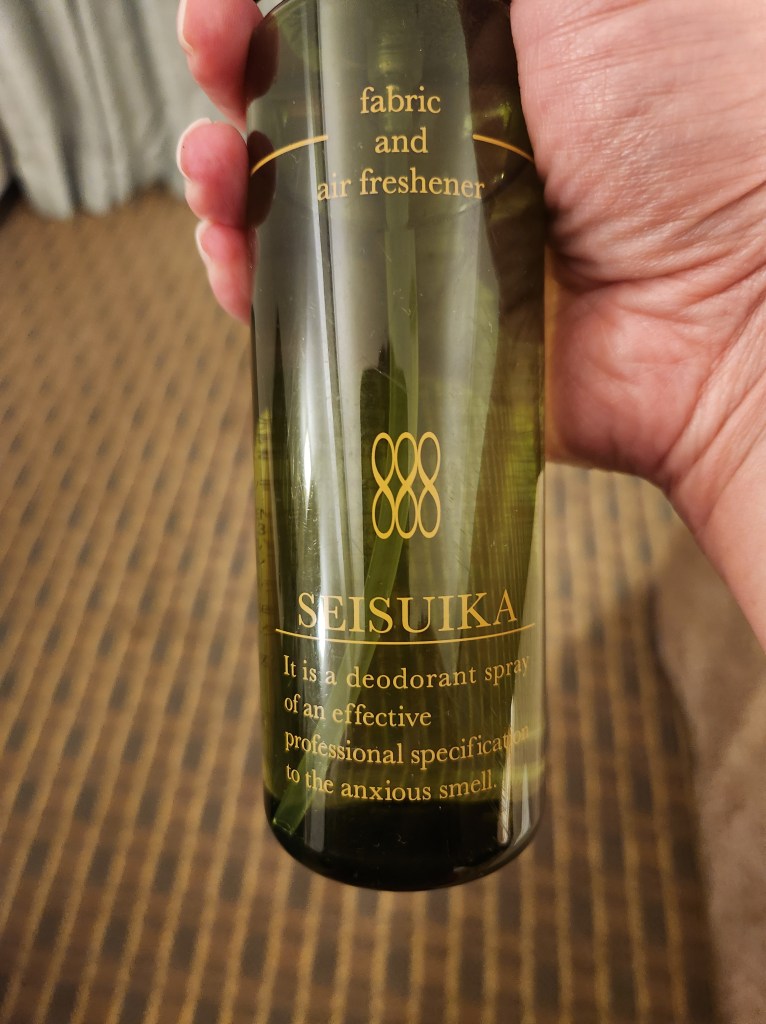 fabric
and
air freshener
SEISUIKA
It is a deodorant spray
of an effective
professional specification
to the anxious smell.